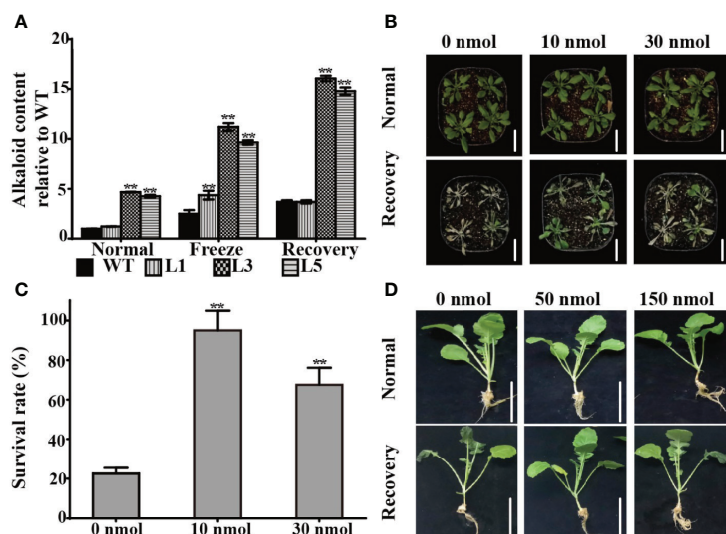 A
Alkaloid content
relative to WT
20
15
10
5
0
** **
**
** **
** **
Normal Freeze Recovery
WT L1 L3 L5
B
0 nmol 10 nmol 30 nmol
Normal
Recovery
C
Survival rate (%)
100
80
60
40
20
0
**
**
0 nmol 10 nmol 30 nmol
D
0 nmol 50 nmol 150 nmol
Normal
Recovery